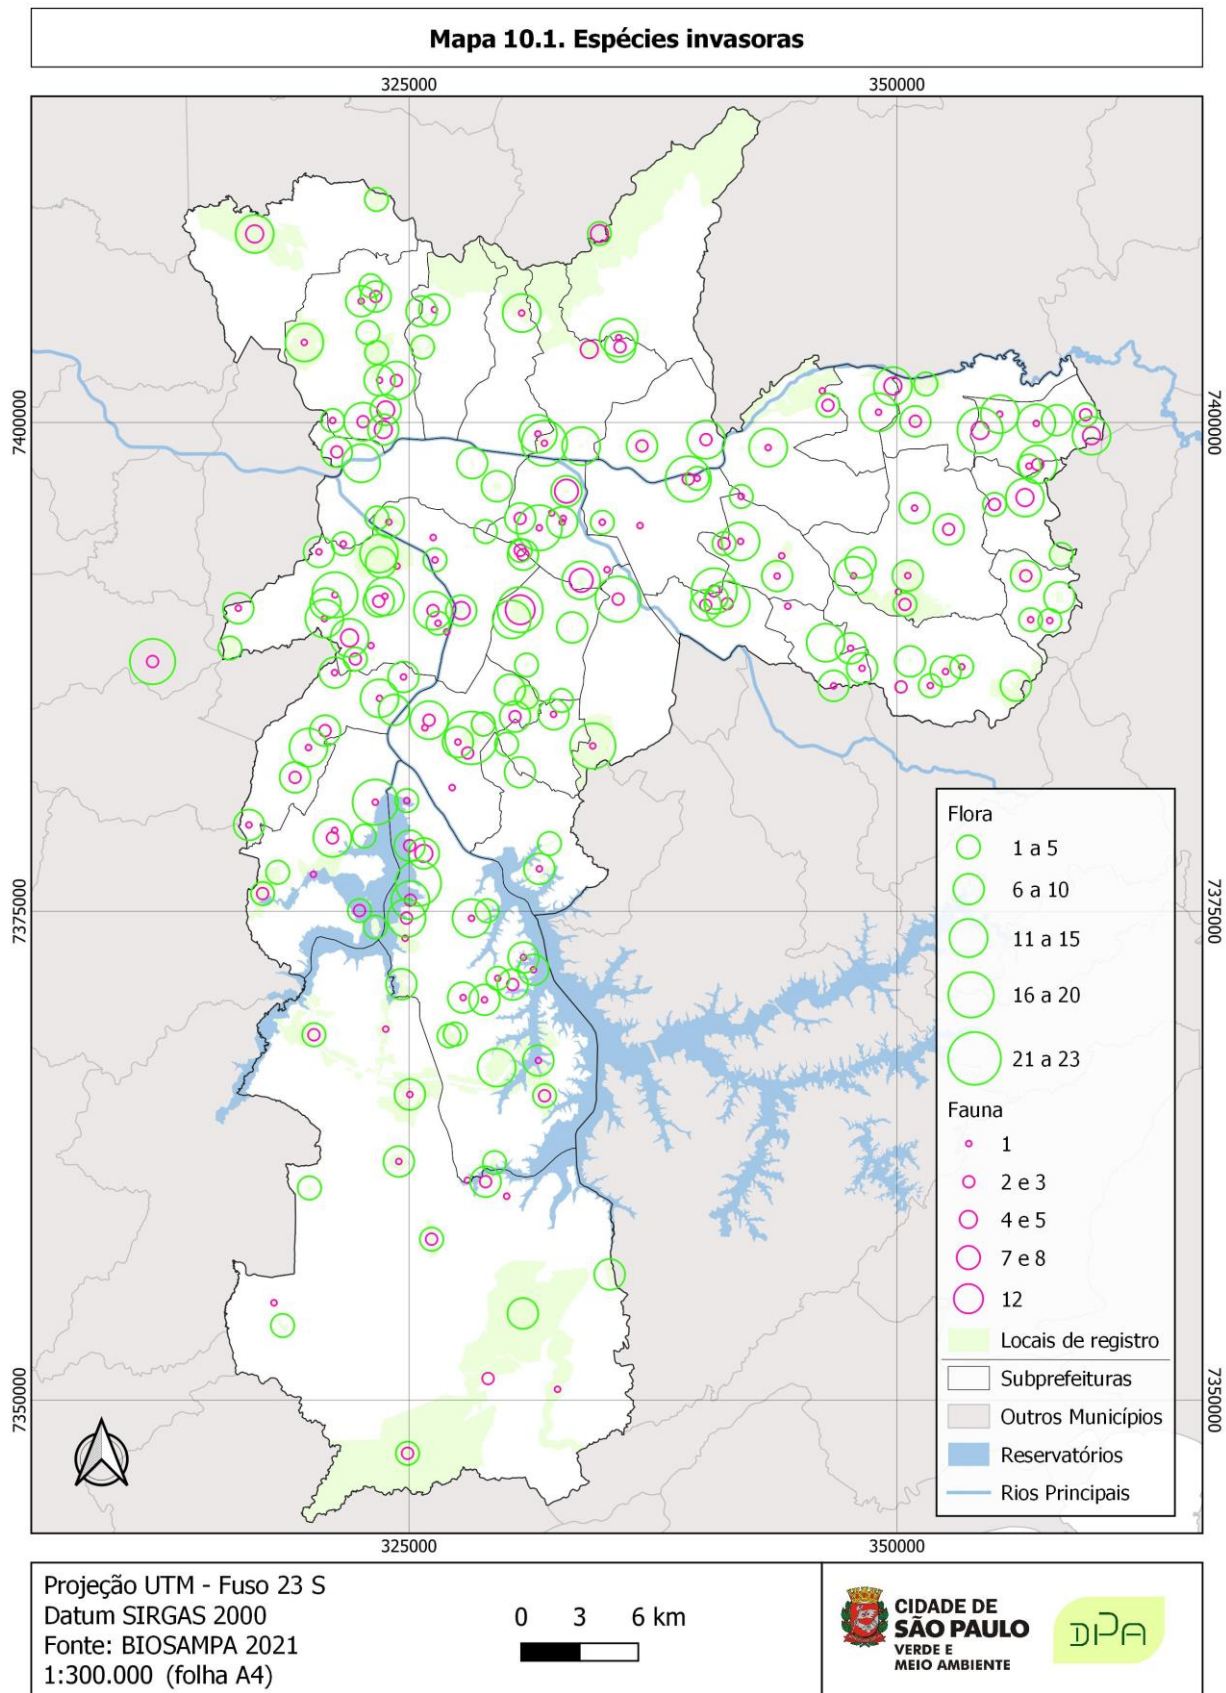 Mapa 10.1. Espécies invasoras
325000
350000
7400000
7400000
7375000
7375000
7350000
7350000
Flora
1 a 5
6 a 10
11 a 15
16 a 20
21 a 23
Fauna
1
2 e 3
4 e 5
7 e 8
12
Locais de registro
Subprefeituras
Outros Municípios
Reservatórios
Rios Principais
325000
350000
Projeção UTM - Fuso 23 S
Datum SIRGAS 2000
Fonte: BIOSAMPA 2021
1:300.000 (folha A4)
0 3 6 km
CIDADE DE
SÃO PAULO
VERDE E
MEIO AMBIENTE
DPA